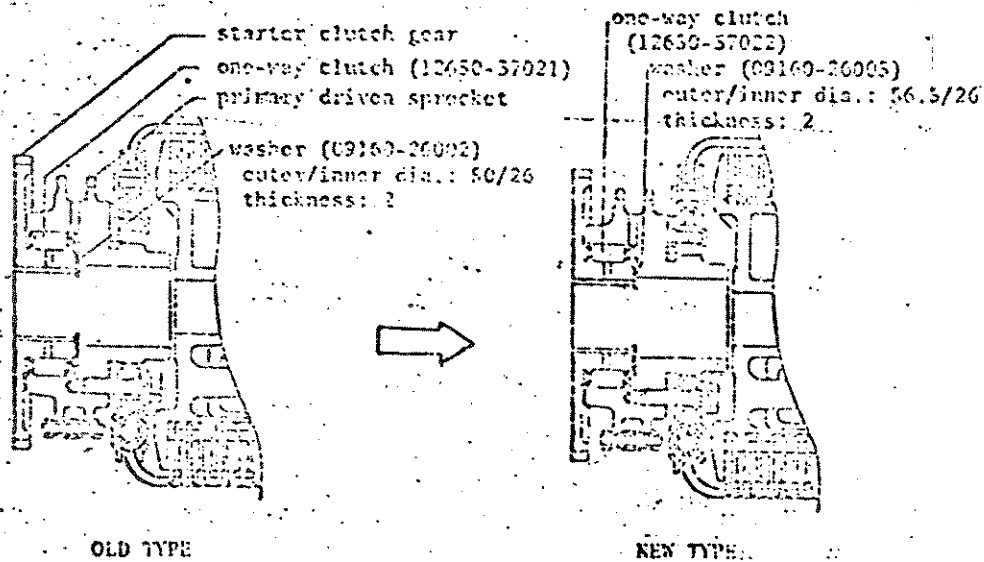 starter clutch gear
one-way clutch (12650-57021)
primary driven sprocket
washer (09160-26002)
outer/inner dia.: 50/26
thickness: 2
one-way clutch
(12650-57022)
washer (09160-26005)
outer/inner dia.: 56.5/26
thickness: 2
OLD TYPE
NEW TYPE